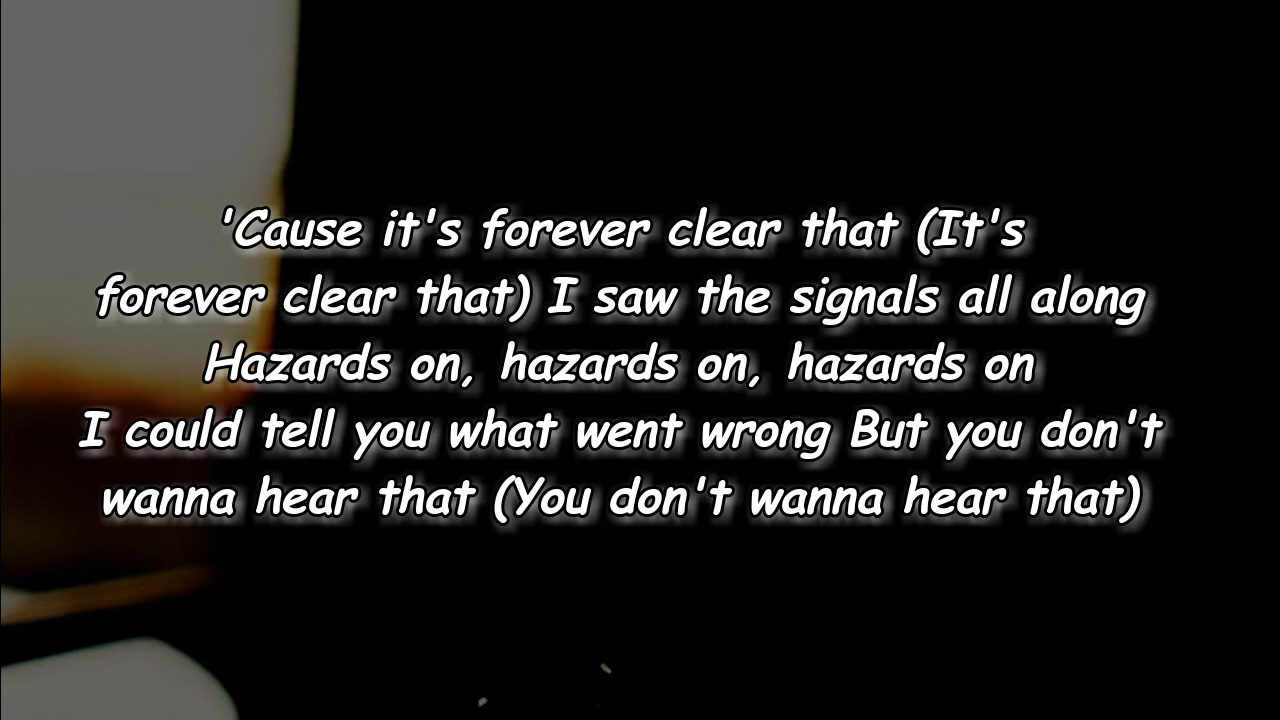 'Cause it's forever clear that (It's
forever clear that) I saw the signals all along
Hazards on, hazards on, hazards on
I could tell you what went wrong But you don't
wanna hear that (You don't wanna hear that)